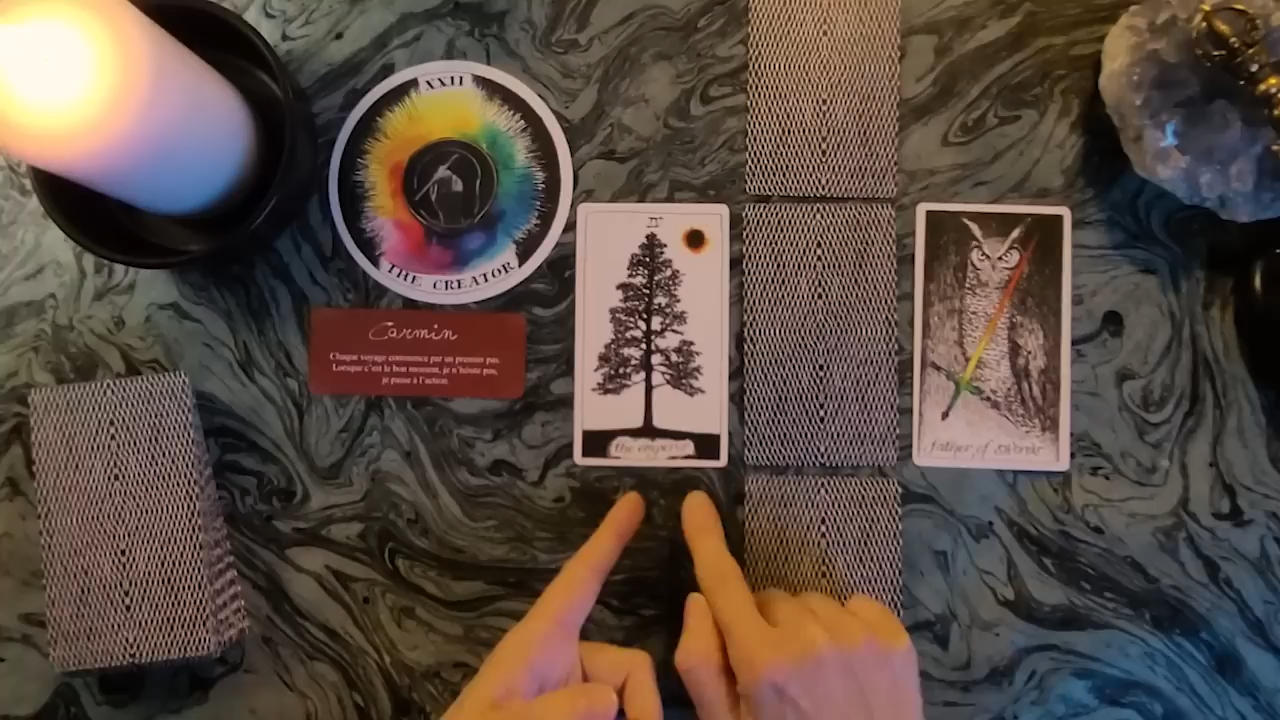 XXII
THE CREATOR
Carmin
Chaque voyage commence par un premier pas.
Lorsque c'est le bon moment, je n'hésite pas,
je passe à l'action.
IV
the emperor
father of swords